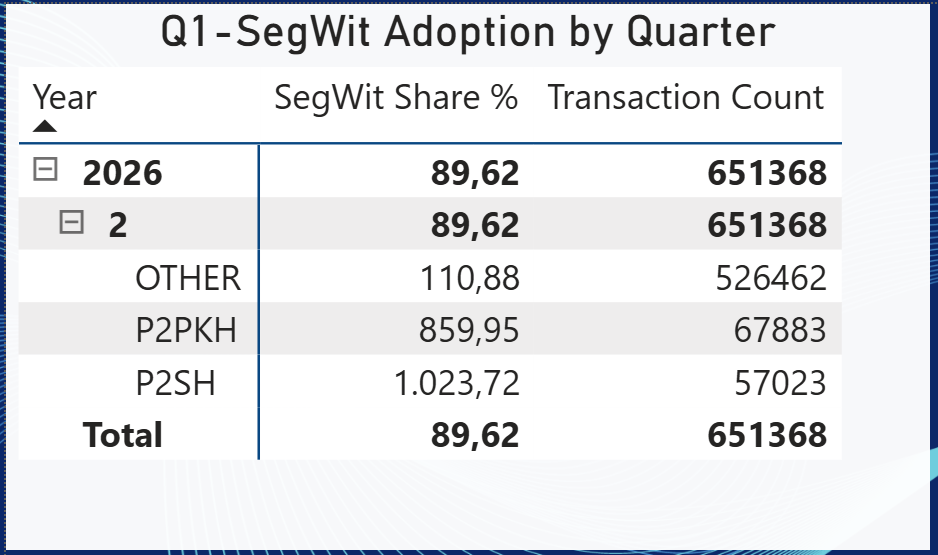 Q1-SegWit Adoption by Quarter
Year SegWit Share % Transaction Count
2026 89,62 651368
2 89,62 651368
OTHER 110,88 526462
P2PKH 859,95 67883
P2SH 1.023,72 57023
Total 89,62 651368